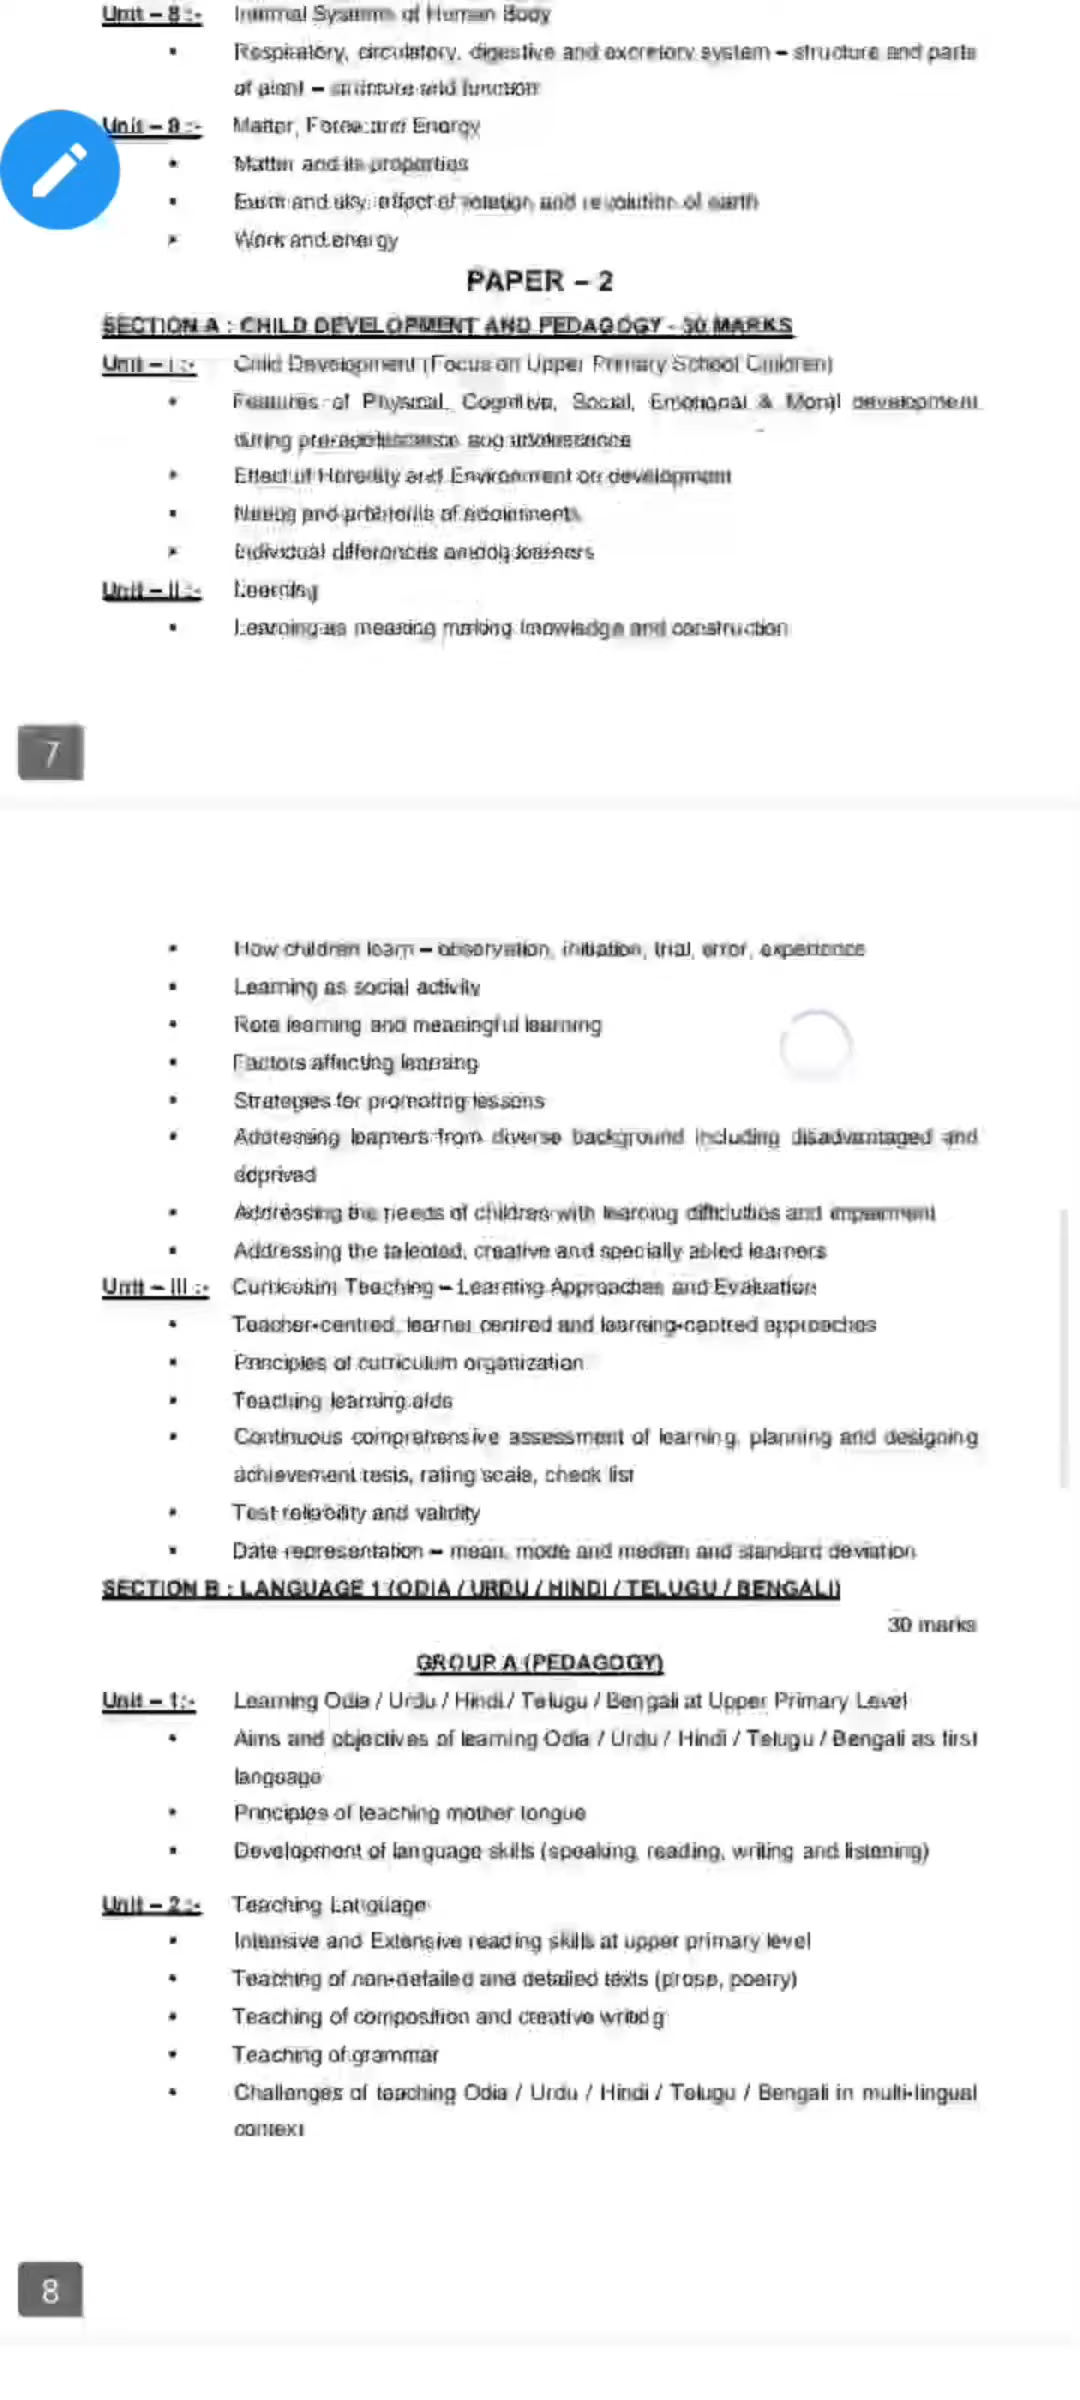 Unit – 8 :- Internal Systems of Human Body
• Respiratory, circulatory, digestive and excretory system – structure and parts
of plant – structure and function
Unit – 9 :- Matter, Force and Energy
• Matter and its properties
• Earth and sky, effect of rotation and revolution of earth
• Work and energy
PAPER – 2
SECTION A : CHILD DEVELOPMENT AND PEDAGOGY - 30 MARKS
Unit – I :- Child Development (Focus on Upper Primary School Children)
• Features of Physical, Cognitive, Social, Emotional & Moral development
during pre-adolescence and adolescence
• Effect of Heredity and Environment on development
• Needs and problems of adolescents
• Individual differences among learners
Unit – II :- Learning
• Learning as meaning making knowledge and construction
7
• How children learn – observation, initiation, trial, error, experience
• Learning as social activity
• Rote learning and meaningful learning
• Factors affecting learning
• Strategies for promoting lessons
• Addressing learners from diverse background including disadvantaged and
deprived
• Addressing the needs of children with learning difficulties and impairment
• Addressing the talented, creative and specially abled learners
Unit – III :- Curriculum Teaching – Learning Approaches and Evaluation
• Teacher-centred, learner centred and learning-centred approaches
• Principles of curriculum organization
• Teaching learning aids
• Continuous comprehensive assessment of learning, planning and designing
achievement tests, rating scale, check list
• Test reliability and validity
• Date representation – mean, mode and median and standard deviation
SECTION B : LANGUAGE 1 (ODIA / URDU / HINDI / TELUGU / BENGALI)
30 marks
GROUP A (PEDAGOGY)
Unit – 1:- Learning Odia / Urdu / Hindi / Telugu / Bengali at Upper Primary Level
• Aims and objectives of learning Odia / Urdu / Hindi / Telugu / Bengali as first
language
• Principles of teaching mother tongue
• Development of language skills (speaking, reading, writing and listening)
Unit – 2 :- Teaching Language
• Intensive and Extensive reading skills at upper primary level
• Teaching of non-detailed and detailed texts (prose, poetry)
• Teaching of composition and creative writing
• Teaching of grammar
• Challenges of teaching Odia / Urdu / Hindi / Telugu / Bengali in multi-lingual
context
8